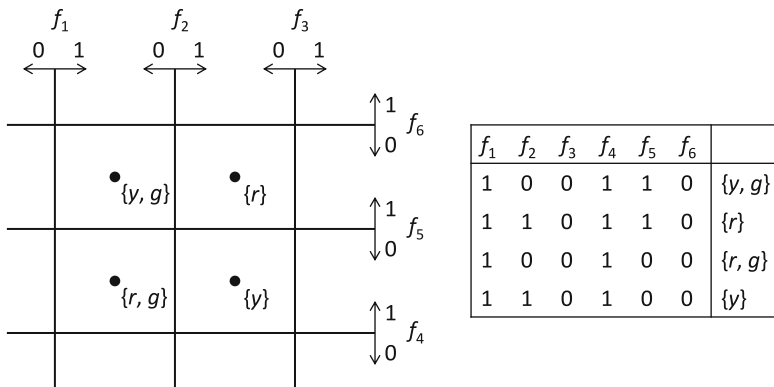 f1 f2 f3
0 1 0 1 0 1
1
f6
0
{y, g} {r}
1
f5
0
{r, g} {y}
1
f4
0
f1 f2 f3 f4 f5 f6
1 0 0 1 1 0 {y, g}
1 1 0 1 1 0 {r}
1 0 0 1 0 0 {r, g}
1 1 0 1 0 0 {y}